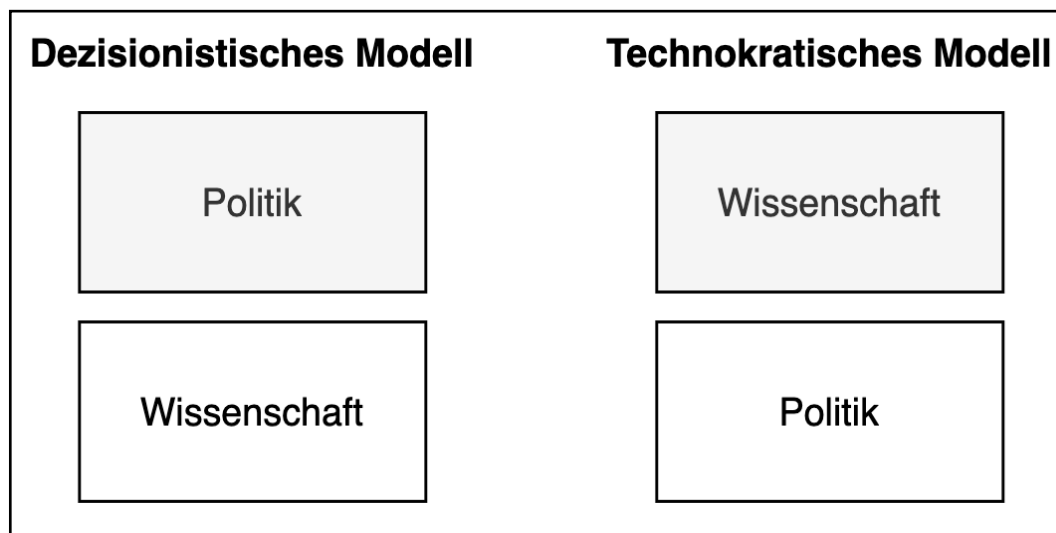 Dezisionistisches Modell
Technokratisches Modell
Politik
Wissenschaft
Wissenschaft
Politik